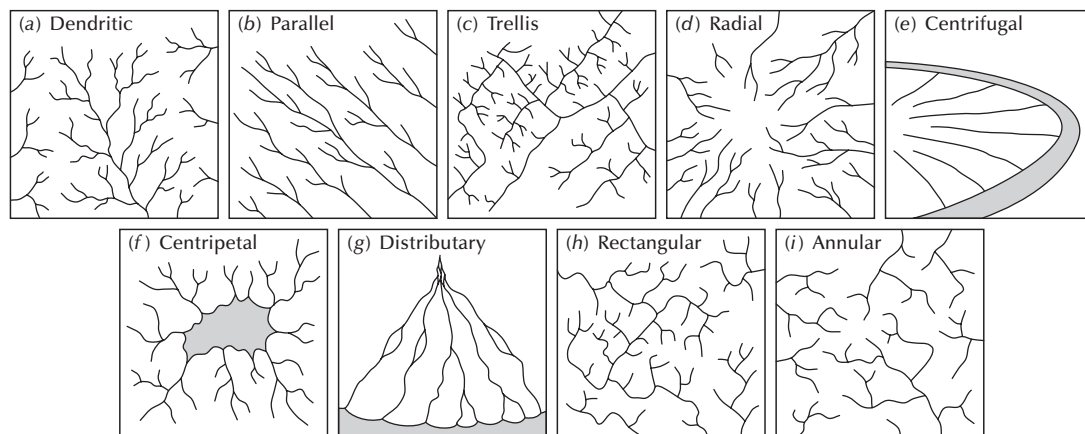 (a) Dendritic
(b) Parallel
(c) Trellis
(d) Radial
(e) Centrifugal
(f) Centripetal
(g) Distributary
(h) Rectangular
(i) Annular